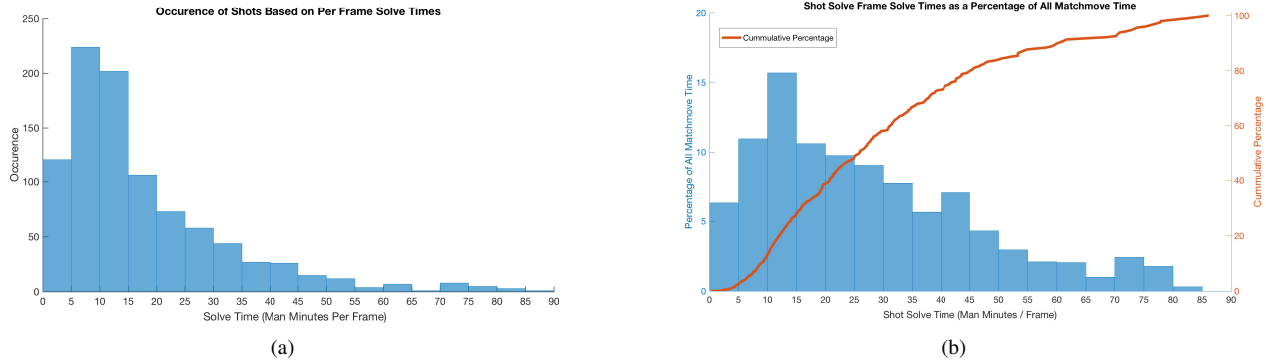 Occurence of Shots Based on Per Frame Solve Times
250
200
150
100
50
0
Occurence
0 5 10 15 20 25 30 35 40 45 50 55 60 65 70 75 80 85 90
Solve Time (Man Minutes Per Frame)
(a)
Shot Solve Frame Solve Times as a Percentage of All Matchmove Time
Cummulative Percentage
20
15
10
5
0
Percentage of All Matchmove Time
100
80
60
40
20
0
Cummulative Percentage
0 5 10 15 20 25 30 35 40 45 50 55 60 65 70 75 80 85 90
Shot Solve Time (Man Minutes / Frame)
(b)